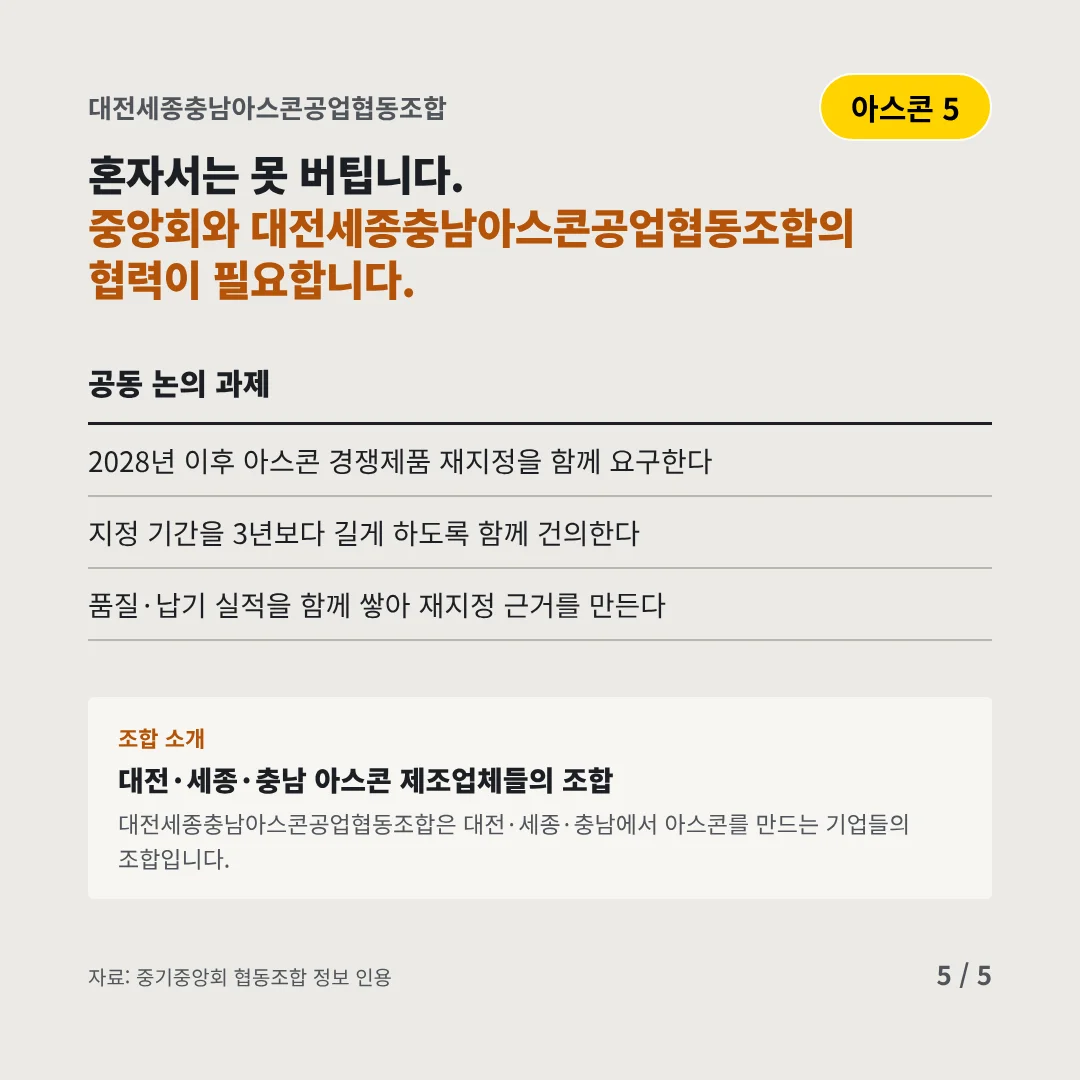 대전세종충남아스콘공업협동조합
아스콘 5
혼자서는 못 버팁니다.
중앙회와 대전세종충남아스콘공업협동조합의
협력이 필요합니다.
공동 논의 과제
2028년 이후 아스콘 경쟁제품 재지정을 함께 요구한다
지정 기간을 3년보다 길게 하도록 함께 건의한다
품질·납기 실적을 함께 쌓아 재지정 근거를 만든다
조합 소개
대전·세종·충남 아스콘 제조업체들의 조합
대전세종충남아스콘공업협동조합은 대전·세종·충남에서 아스콘를 만드는 기업들의
조합입니다.
자료: 중기중앙회 협동조합 정보 인용
5 / 5